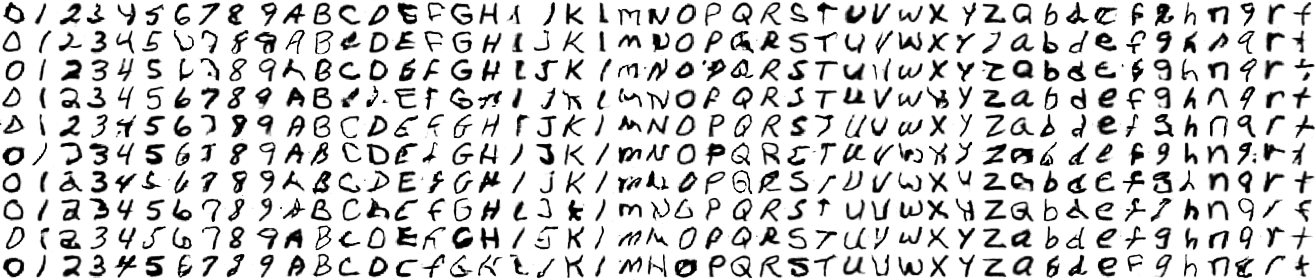 0 1 2 3 4 5 6 7 8 9 A B C D E F G H I J K l m N O P Q R S T U V W X Y Z a b d e f g h n q r t
0 1 2 3 4 5 6 7 8 8 A B C D E F G H I J K l m N O P Q R S T U V W X Y Z a b d e f g h n q r t
0 1 2 3 4 5 6 7 8 9 A B C D E F G H I J K l m N O P Q R S T U V W X Y Z a b d e f g h n q r t
0 1 2 3 4 5 6 7 8 9 A B C D E F G H I J K l m N O P Q R S T U V W X Y Z a b d e f g h n q r t
0 1 2 3 4 5 6 7 8 9 A B C D E F G H I J K l m N O P Q R S T U V W X Y Z a b d e f g h n q r t
0 1 2 3 4 5 6 7 8 9 A B C D E F G H I J K l m N O P Q R S T U V W X Y Z a b d e f g h n q r t
0 1 2 3 4 5 6 7 8 9 A B C D E F G H I J K l m N O P Q R S T U V W X Y Z a b d e f g h n q r t
0 1 2 3 4 5 6 7 8 9 A B C D E F G H I J K l m N O P Q R S T U V W X Y Z a b d e f g h n q r t
0 1 2 3 4 5 6 7 8 9 A B C D E F G H I J K l m N O P Q R S T U V W X Y Z a b d e f g h n q r t
0 1 2 3 4 5 6 7 8 9 A B C D E F G H I J K l m N O P Q R S T U V W X Y Z a b d e f g h n q r t